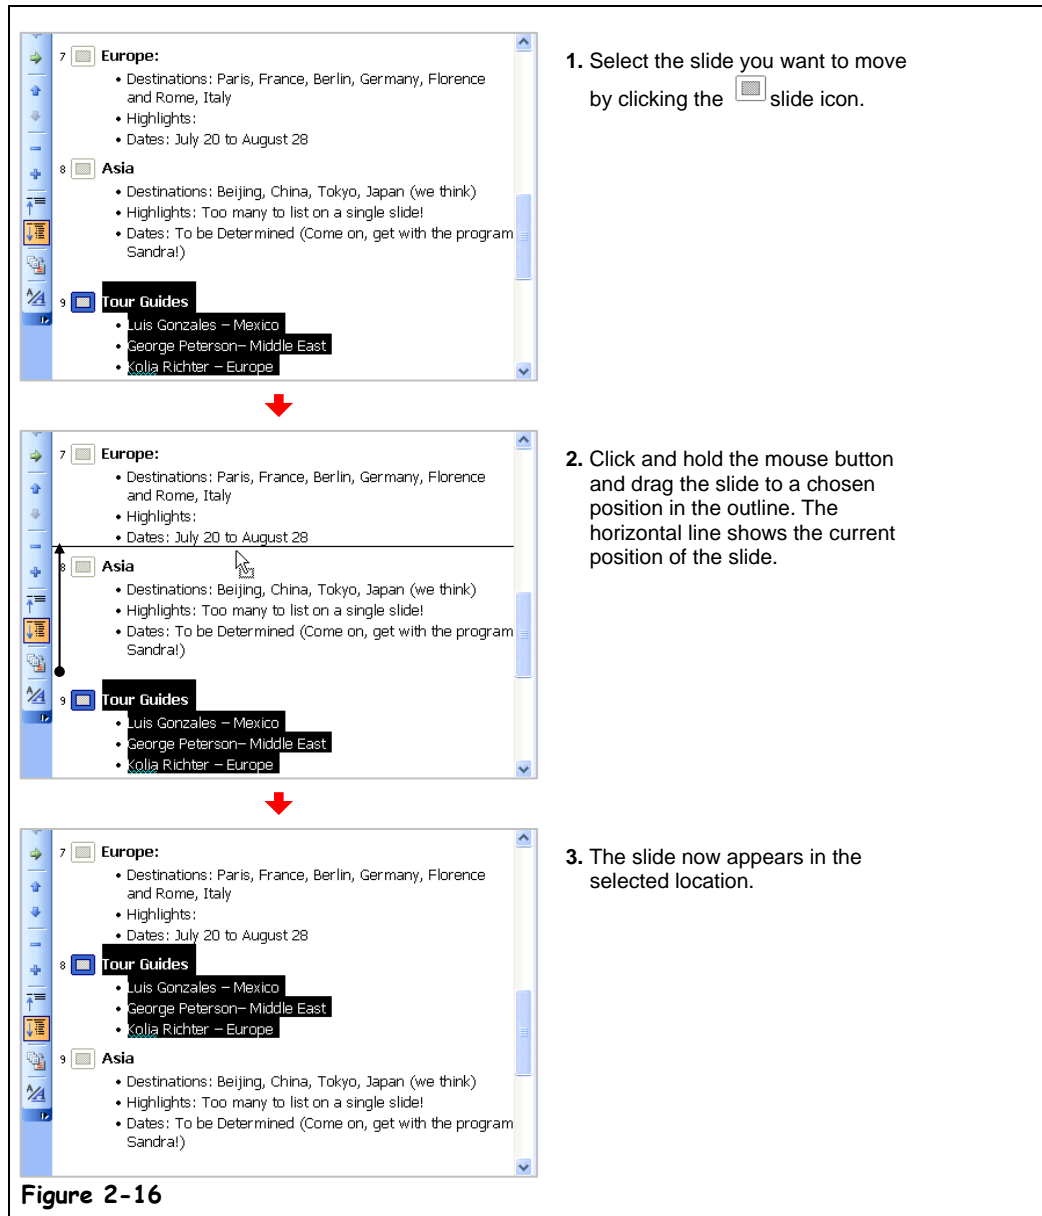 7 Europe:
• Destinations: Paris, France, Berlin, Germany, Florence
and Rome, Italy
• Highlights:
• Dates: July 20 to August 28
8 Asia
• Destinations: Beijing, China, Tokyo, Japan (we think)
• Highlights: Too many to list on a single slide!
• Dates: To be Determined (Come on, get with the program
Sandra!)
9 Tour Guides
• Luis Gonzales – Mexico
• George Peterson– Middle East
• Kolia Richter – Europe
1. Select the slide you want to move
by clicking the slide icon.
7 Europe:
• Destinations: Paris, France, Berlin, Germany, Florence
and Rome, Italy
• Highlights:
• Dates: July 20 to August 28
8 Asia
• Destinations: Beijing, China, Tokyo, Japan (we think)
• Highlights: Too many to list on a single slide!
• Dates: To be Determined (Come on, get with the program
Sandra!)
9 Tour Guides
• Luis Gonzales – Mexico
• George Peterson– Middle East
• Kolia Richter – Europe
2. Click and hold the mouse button
and drag the slide to a chosen
position in the outline. The
horizontal line shows the current
position of the slide.
7 Europe:
• Destinations: Paris, France, Berlin, Germany, Florence
and Rome, Italy
• Highlights:
• Dates: July 20 to August 28
8 Tour Guides
• Luis Gonzales – Mexico
• George Peterson– Middle East
• Kolia Richter – Europe
9 Asia
• Destinations: Beijing, China, Tokyo, Japan (we think)
• Highlights: Too many to list on a single slide!
• Dates: To be Determined (Come on, get with the program
Sandra!)
3. The slide now appears in the
selected location.
Figure 2-16